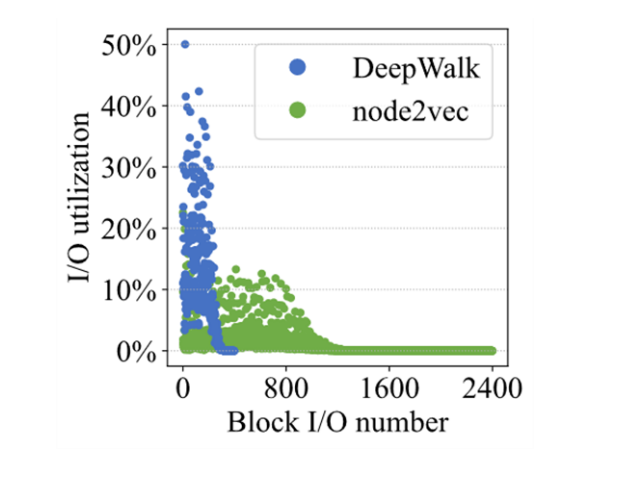 50%
40%
30%
20%
10%
0%
I/O utilization
DeepWalk
node2vec
0 800 1600 2400
Block I/O number